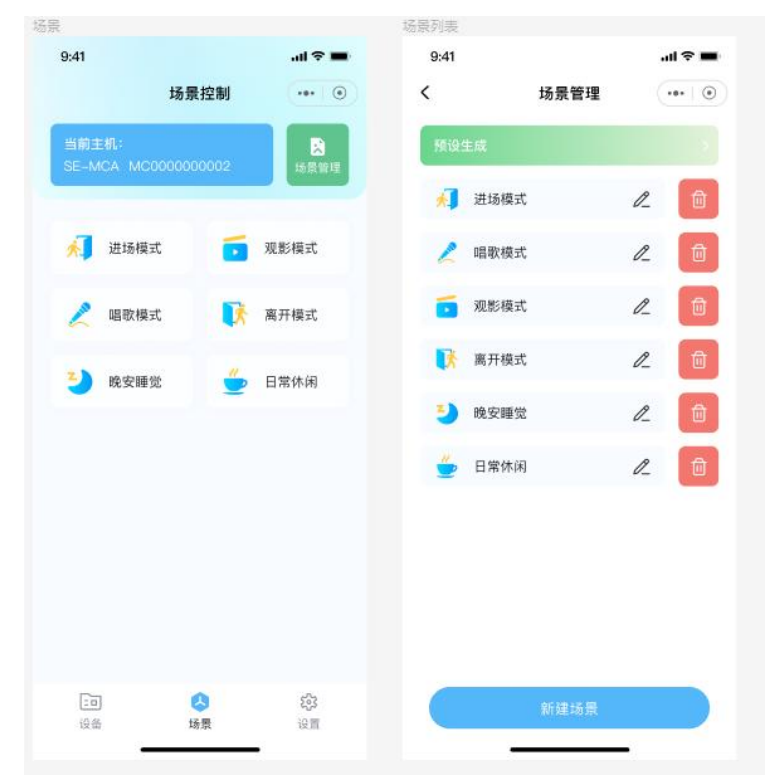 场景
9:41
场景控制
当前主机：
SE-MCA MC0000000002
场景管理
进场模式
观影模式
唱歌模式
离开模式
晚安睡觉
日常休闲
设备
场景
设置
场景列表
9:41
场景管理
预设生成
进场模式
唱歌模式
观影模式
离开模式
晚安睡觉
日常休闲
新建场景